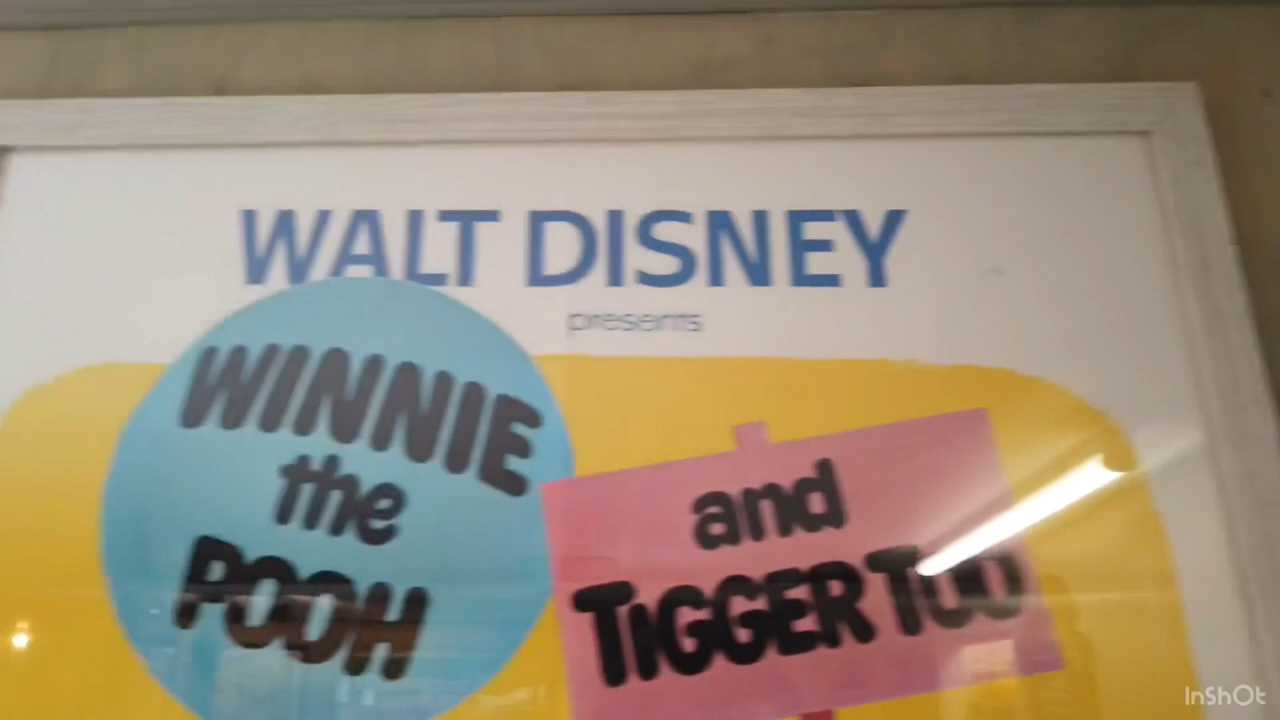 WALT DISNEY
presents
WINNIE
the
POOH
and
TIGGER TOO
InShOt